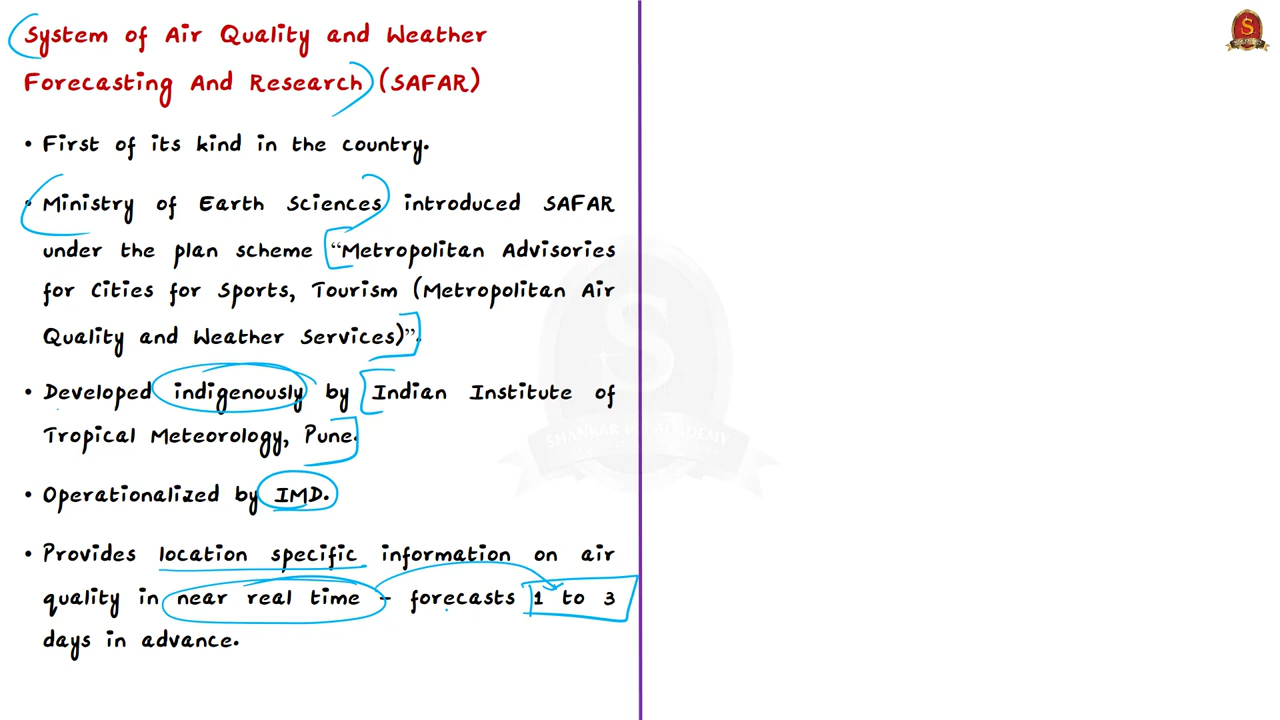 System of Air Quality and Weather
Forecasting And Research (SAFAR)
• First of its kind in the country.
• Ministry of Earth Sciences introduced SAFAR
under the plan scheme “Metropolitan Advisories
for Cities for Sports, Tourism (Metropolitan Air
Quality and Weather Services)”.
• Developed indigenously by Indian Institute of
Tropical Meteorology, Pune.
• Operationalized by IMD.
• Provides location specific information on air
quality in near real time - forecasts 1 to 3
days in advance.
S
S